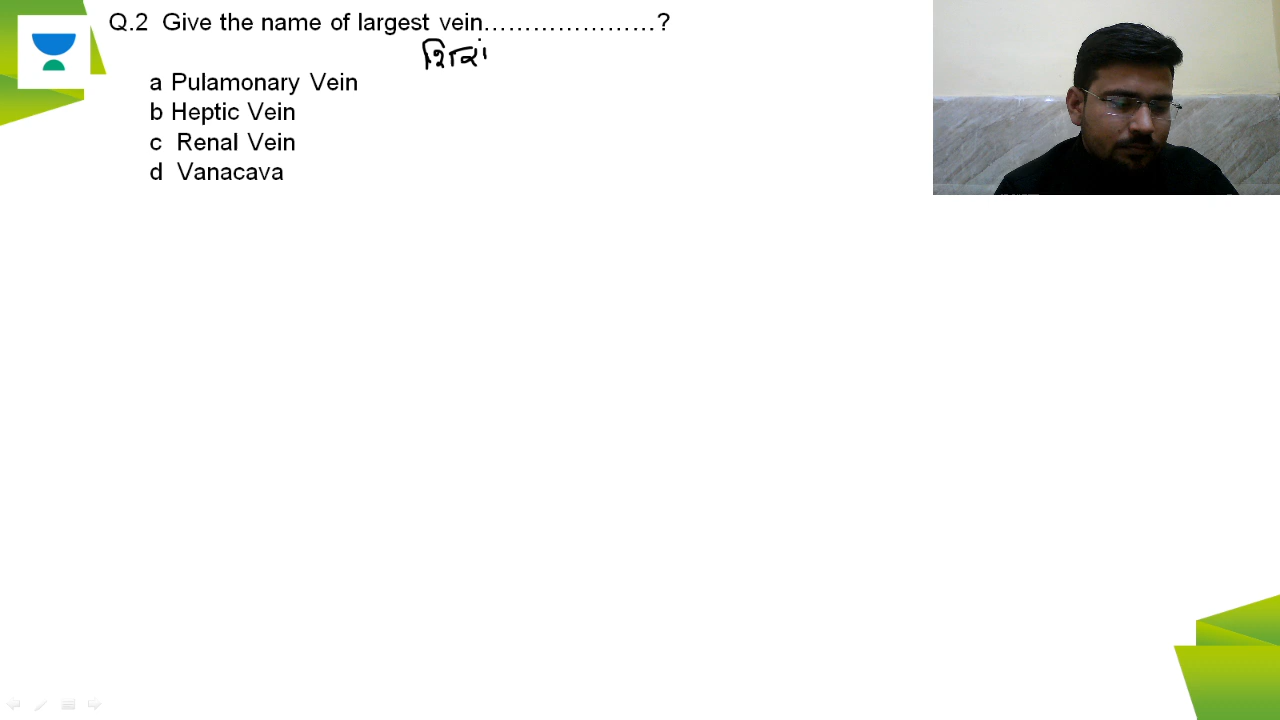 Q.2 Give the name of largest vein…………………?
a Pulamonary Vein
b Heptic Vein
c Renal Vein
d Vanacava